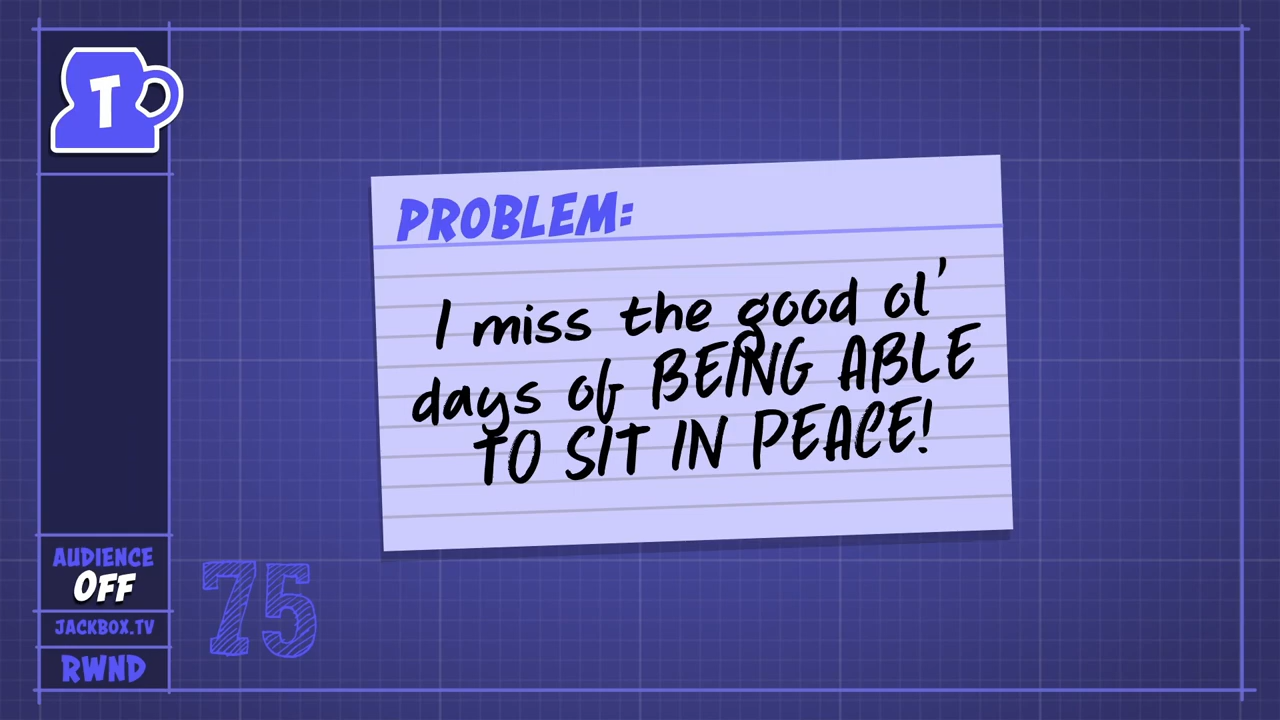 T
PROBLEM:
I miss the good ol'
days of BEING ABLE
TO SIT IN PEACE!
AUDIENCE
OFF
JACKBOX.TV
RWND
75